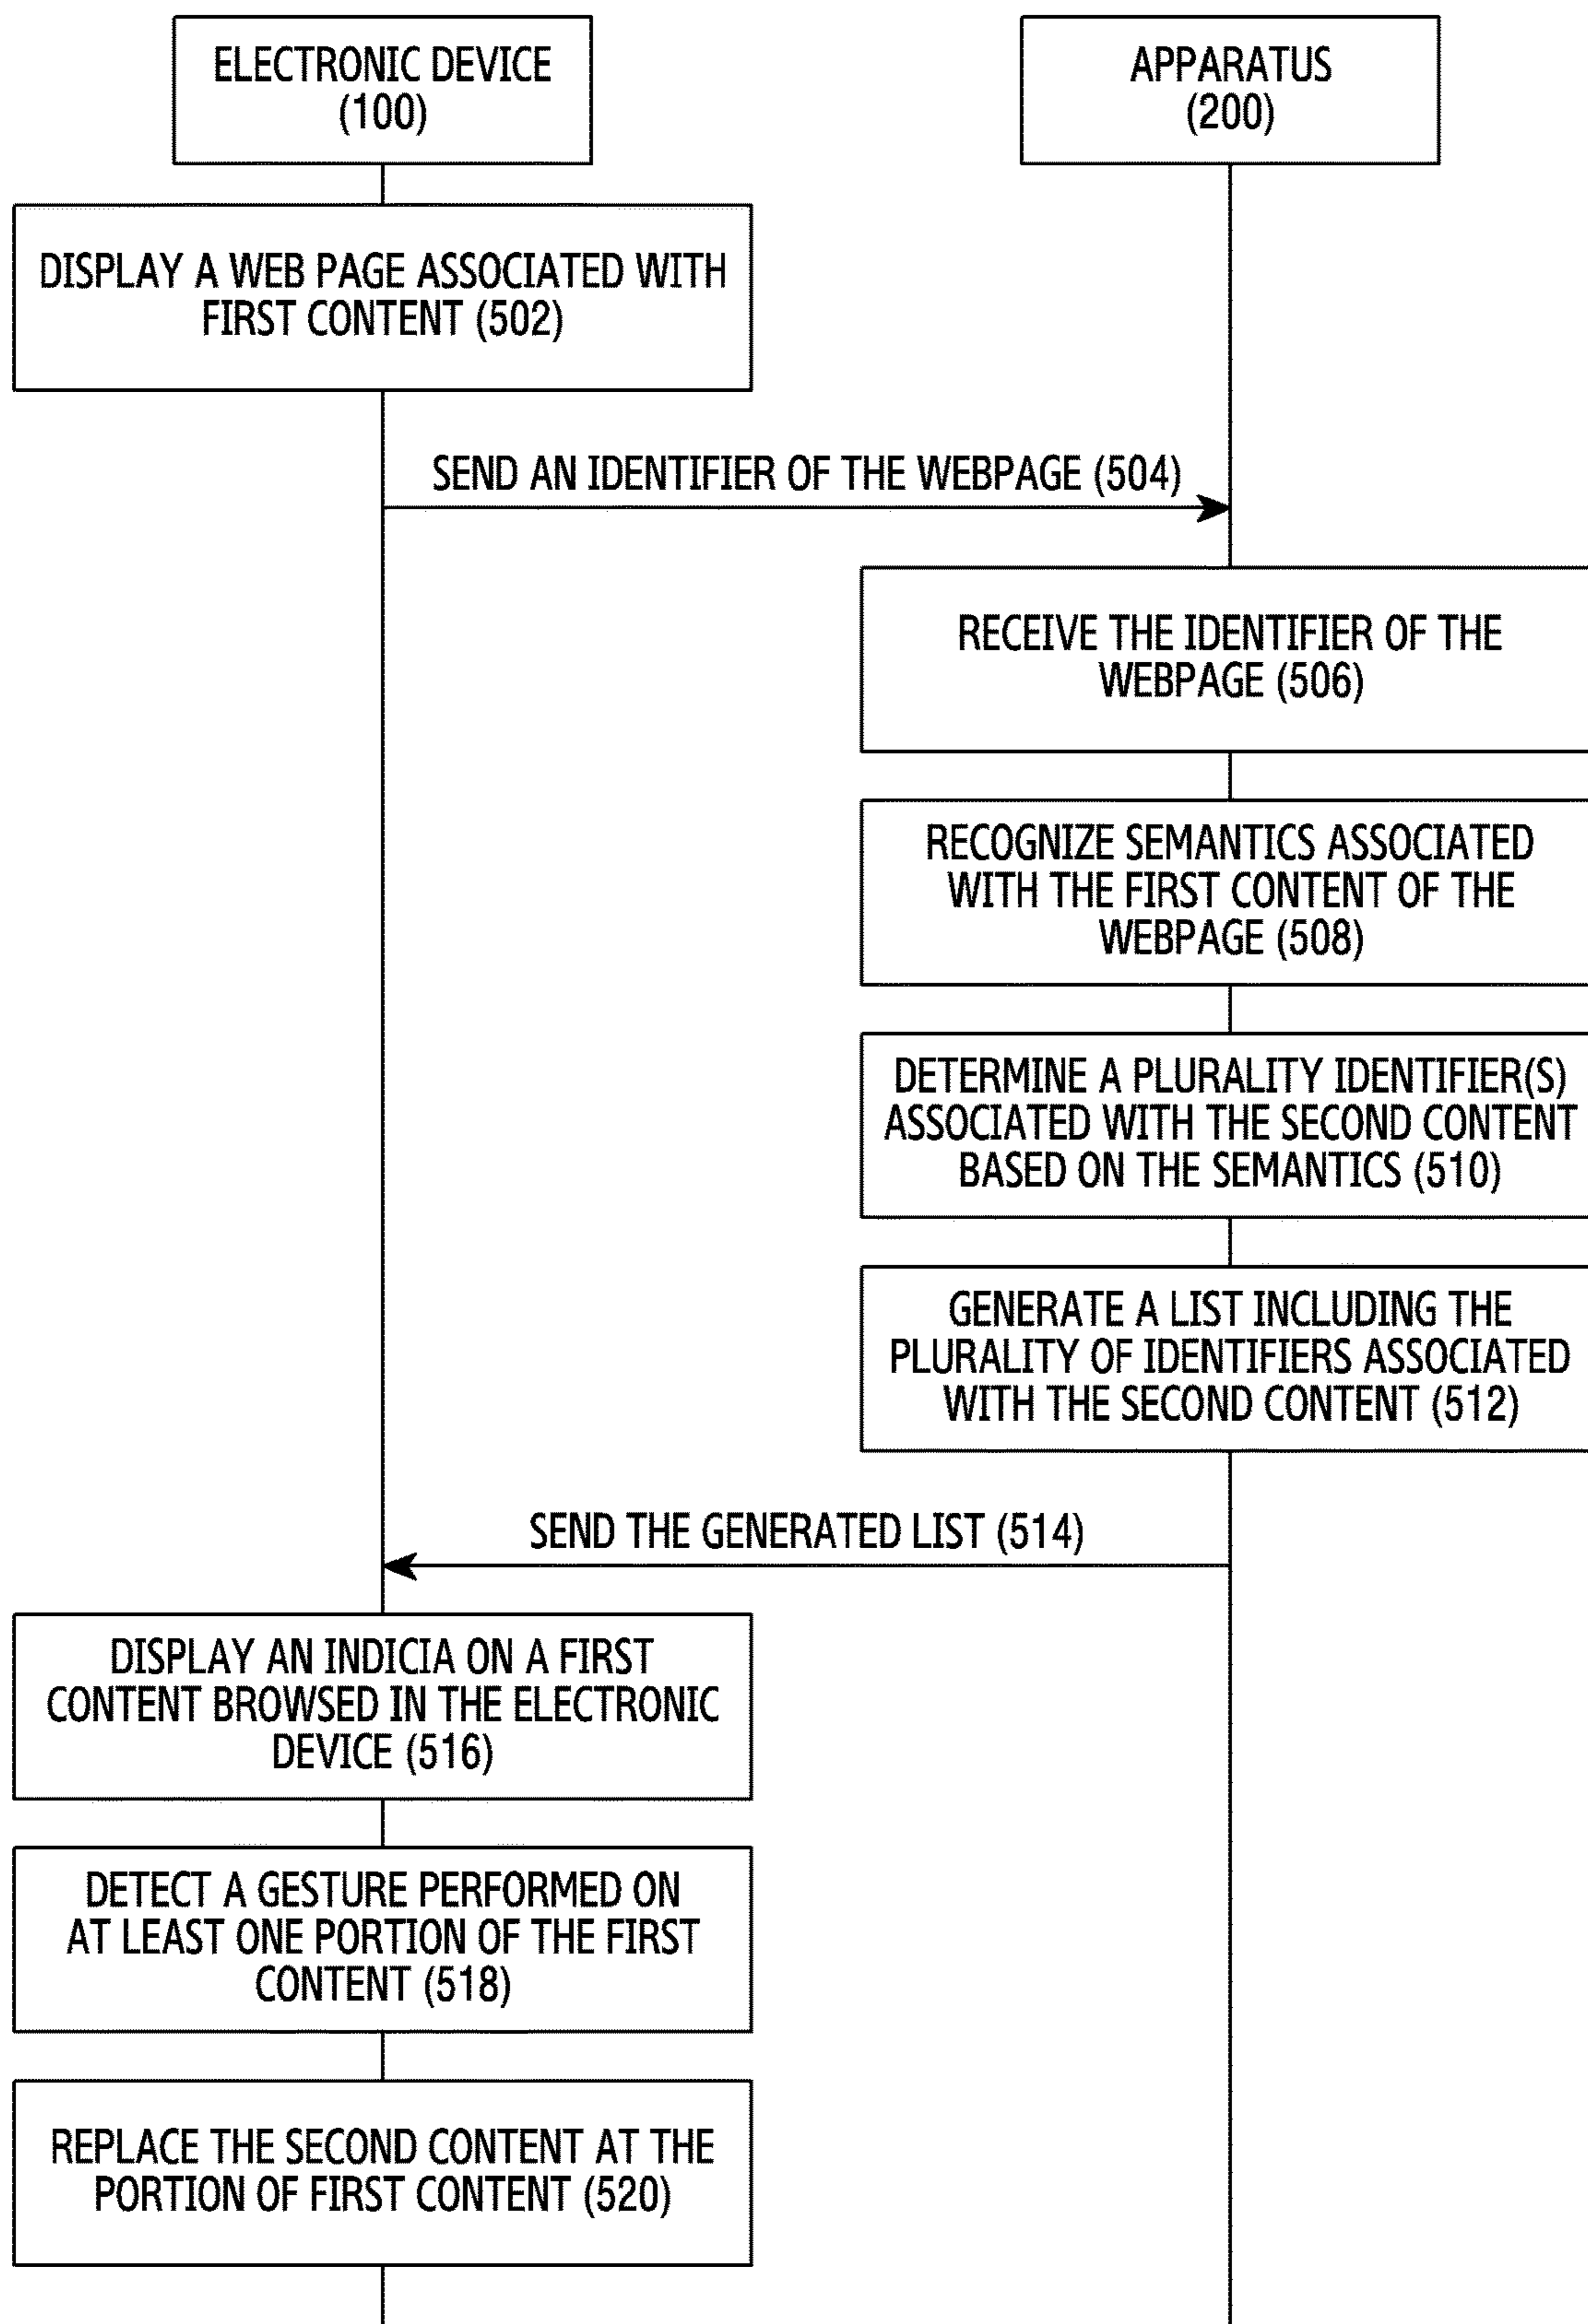 ELECTRONIC DEVICE
(100)
APPARATUS
(200)
DISPLAY A WEB PAGE ASSOCIATED WITH
FIRST CONTENT (502)
SEND AN IDENTIFIER OF THE WEBPAGE (504)
RECEIVE THE IDENTIFIER OF THE
WEBPAGE (506)
RECOGNIZE SEMANTICS ASSOCIATED
WITH THE FIRST CONTENT OF THE
WEBPAGE (508)
DETERMINE A PLURALITY IDENTIFIER(S)
ASSOCIATED WITH THE SECOND CONTENT
BASED ON THE SEMANTICS (510)
GENERATE A LIST INCLUDING THE
PLURALITY OF IDENTIFIERS ASSOCIATED
WITH THE SECOND CONTENT (512)
SEND THE GENERATED LIST (514)
DISPLAY AN INDICIA ON A FIRST
CONTENT BROWSED IN THE ELECTRONIC
DEVICE (516)
DETECT A GESTURE PERFORMED ON
AT LEAST ONE PORTION OF THE FIRST
CONTENT (518)
REPLACE THE SECOND CONTENT AT THE
PORTION OF FIRST CONTENT (520)